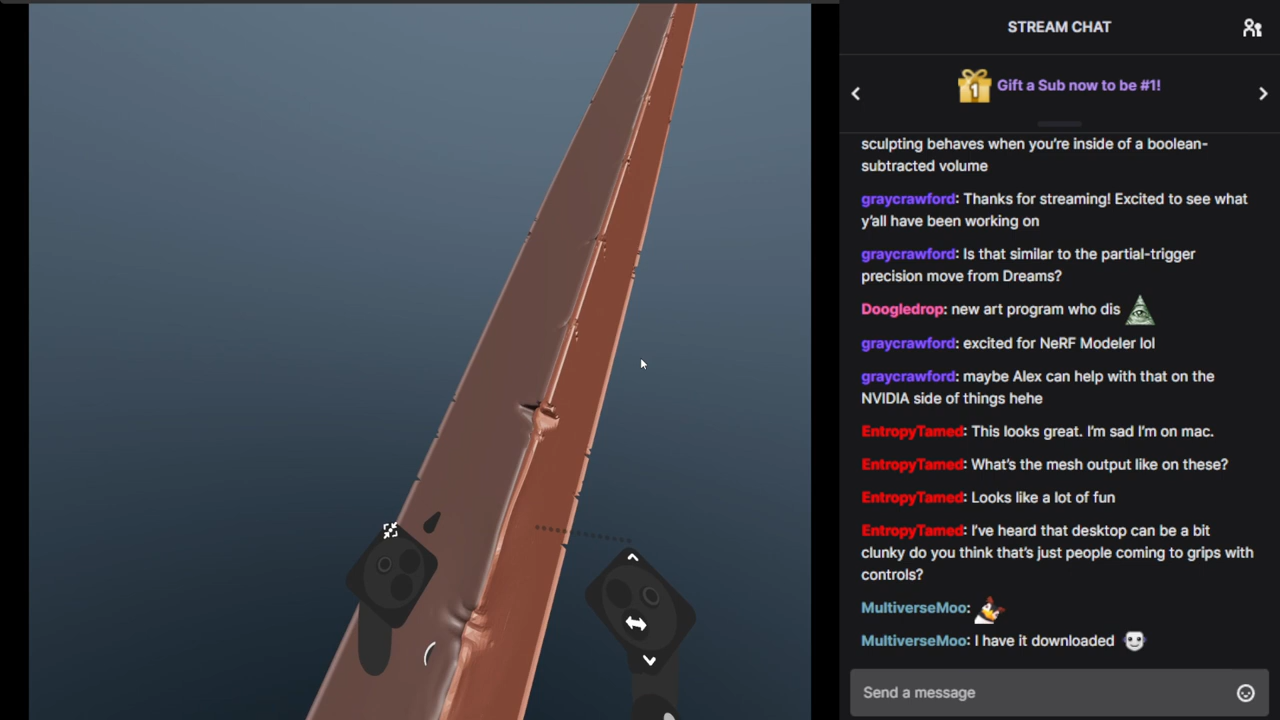 STREAM CHAT
1
Gift a Sub now to be #1!
sculpting behaves when you're inside of a boolean-
subtracted volume
graycrawford: Thanks for streaming! Excited to see what
y'all have been working on
graycrawford: Is that similar to the partial-trigger
precision move from Dreams?
Doogledrop: new art program who dis
graycrawford: excited for NeRF Modeler lol
graycrawford: maybe Alex can help with that on the
NVIDIA side of things hehe
EntropyTamed: This looks great. I'm sad I'm on mac.
EntropyTamed: What's the mesh output like on these?
EntropyTamed: Looks like a lot of fun
EntropyTamed: I've heard that desktop can be a bit
clunky do you think that's just people coming to grips with
controls?
MultiverseMoo:
MultiverseMoo: I have it downloaded
Send a message